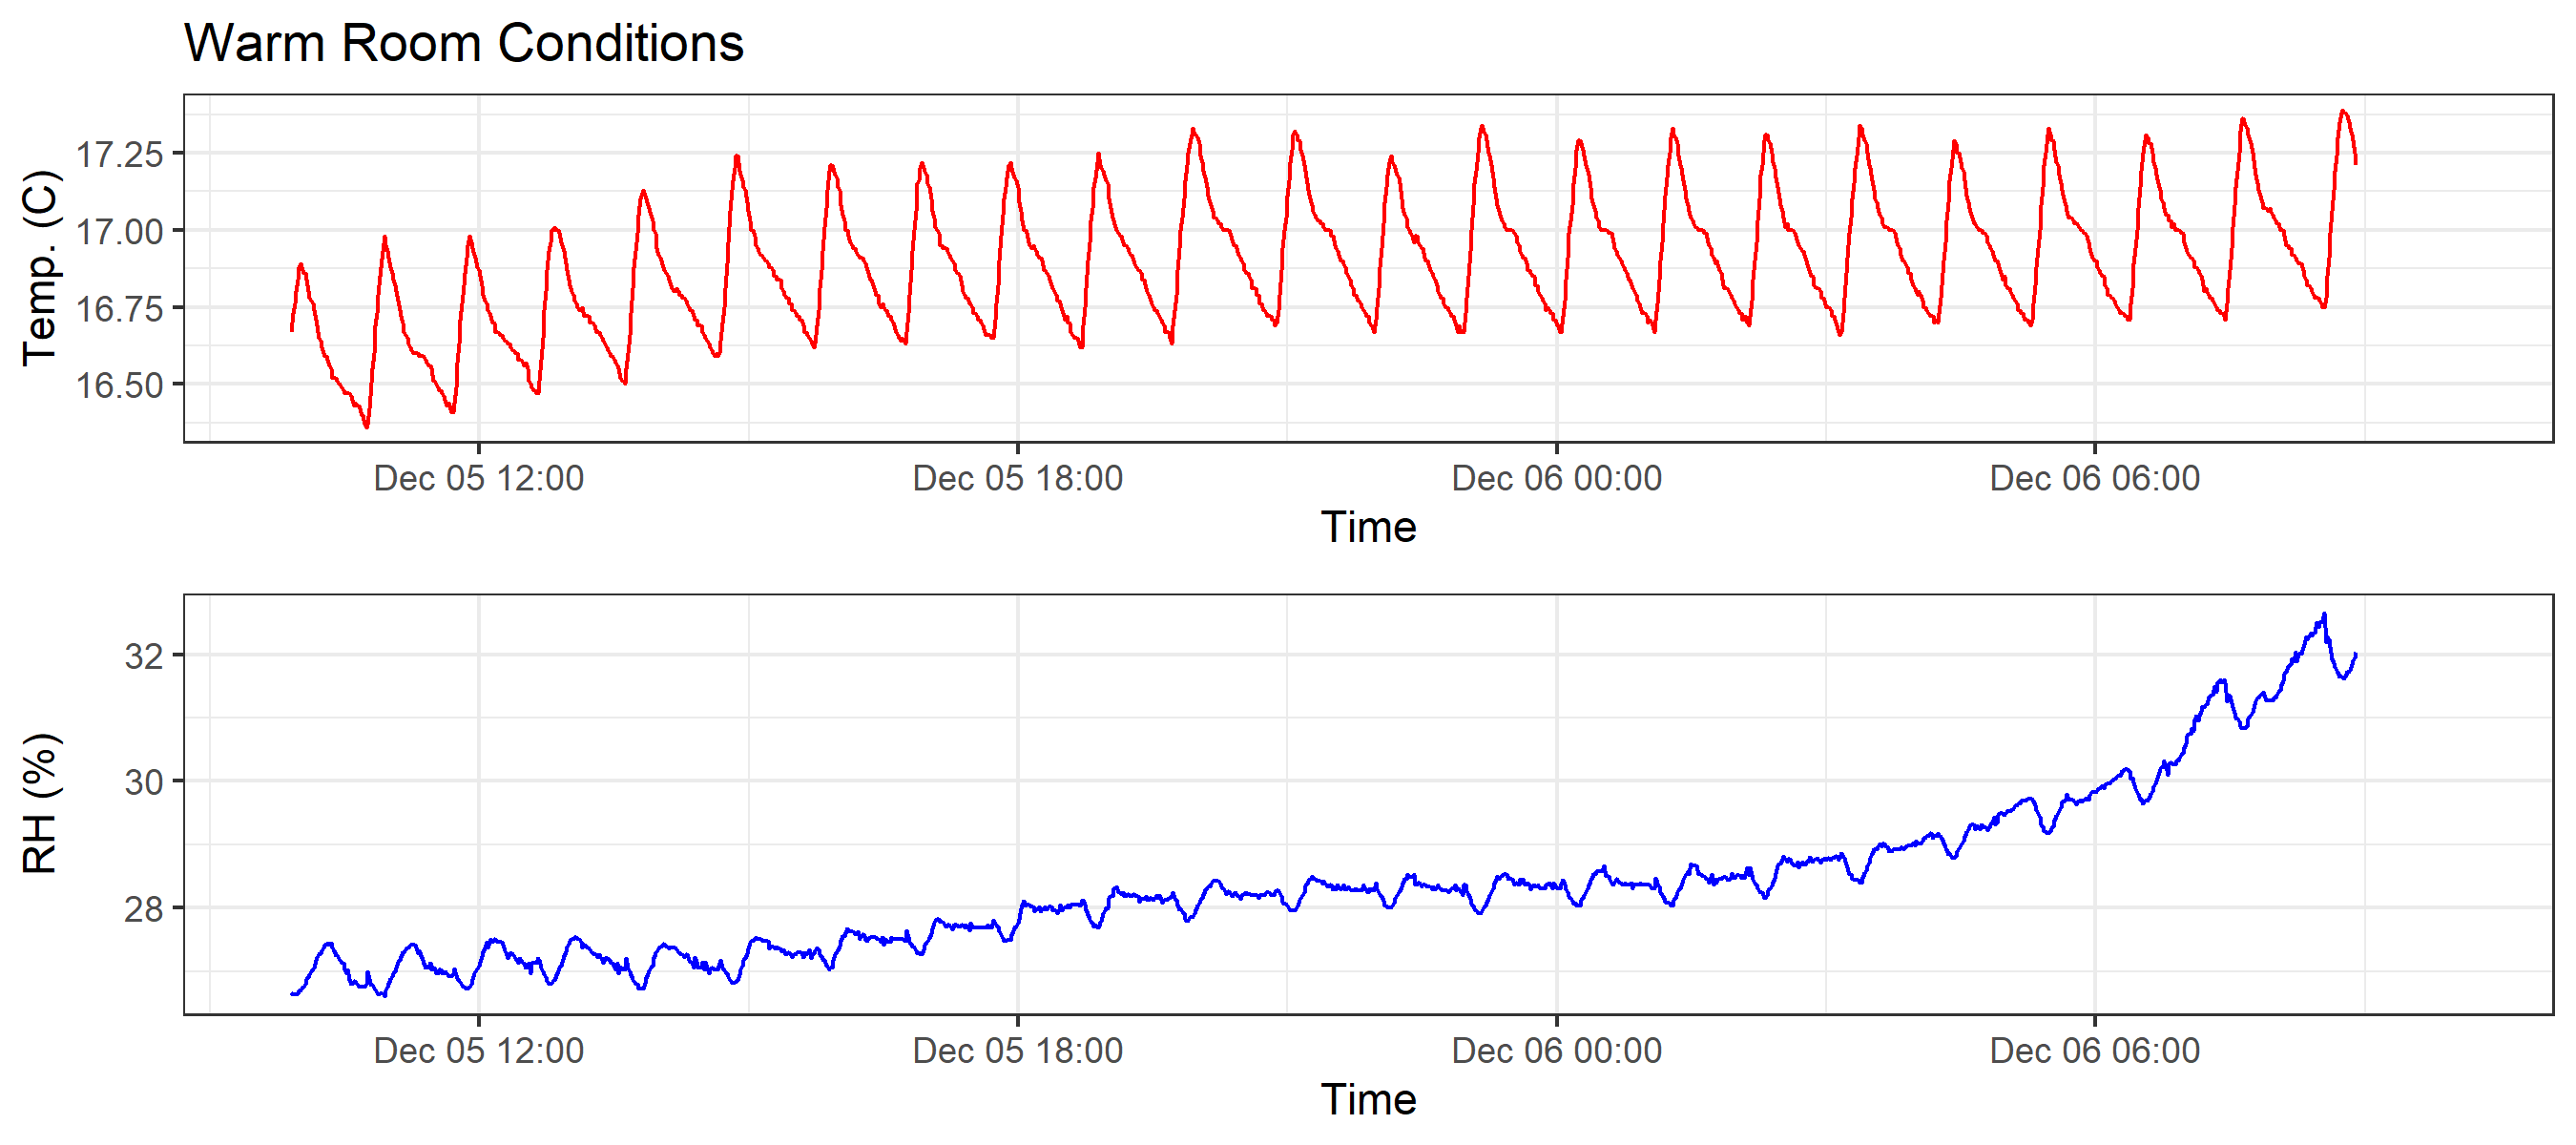 Warm Room Conditions
Temp. (C)
17.25
17.00
16.75
16.50
Dec 05 12:00 Dec 05 18:00 Dec 06 00:00 Dec 06 06:00
Time
RH (%)
32
30
28
Dec 05 12:00 Dec 05 18:00 Dec 06 00:00 Dec 06 06:00
Time